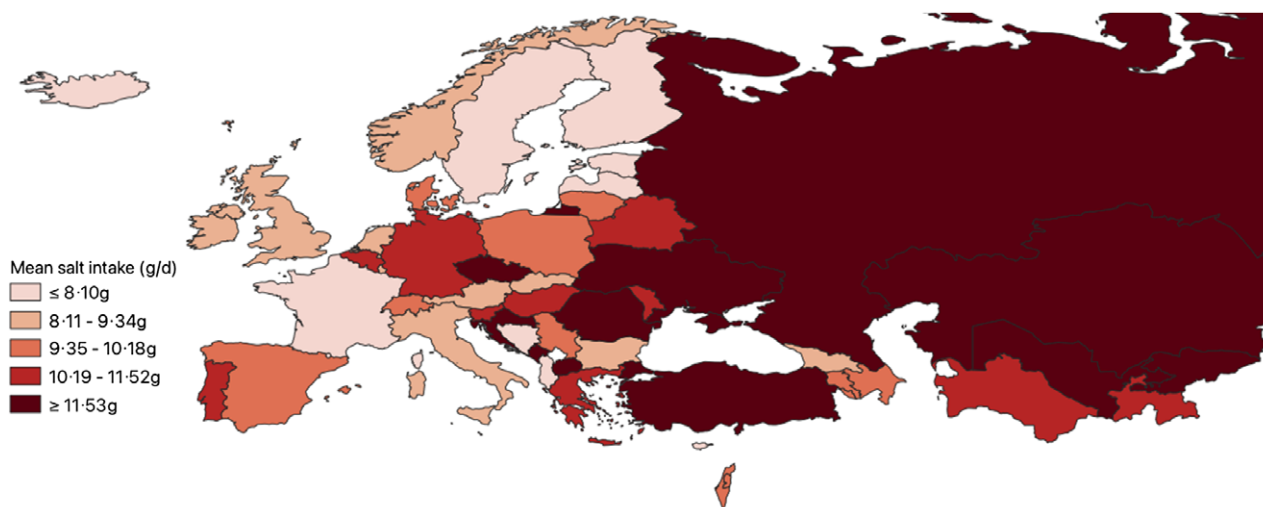 Mean salt intake (g/d)
≤ 8·10g
8·11 - 9·34g
9·35 - 10·18g
10·19 - 11·52g
≥ 11·53g